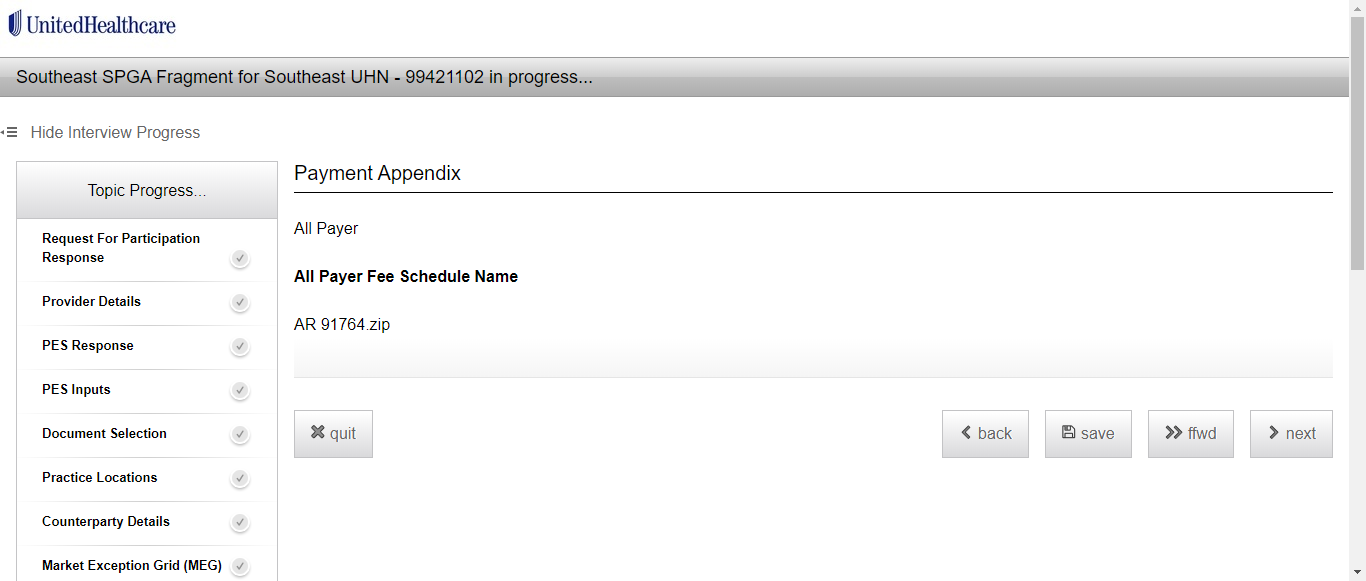 UnitedHealthcare
Southeast SPGA Fragment for Southeast UHN - 99421102 in progress...
Hide Interview Progress
Topic Progress...
Request For Participation
Response
Provider Details
PES Response
PES Inputs
Document Selection
Practice Locations
Counterparty Details
Market Exception Grid (MEG)
Payment Appendix
All Payer
All Payer Fee Schedule Name
AR 91764.zip
quit
back
save
ffwd
next